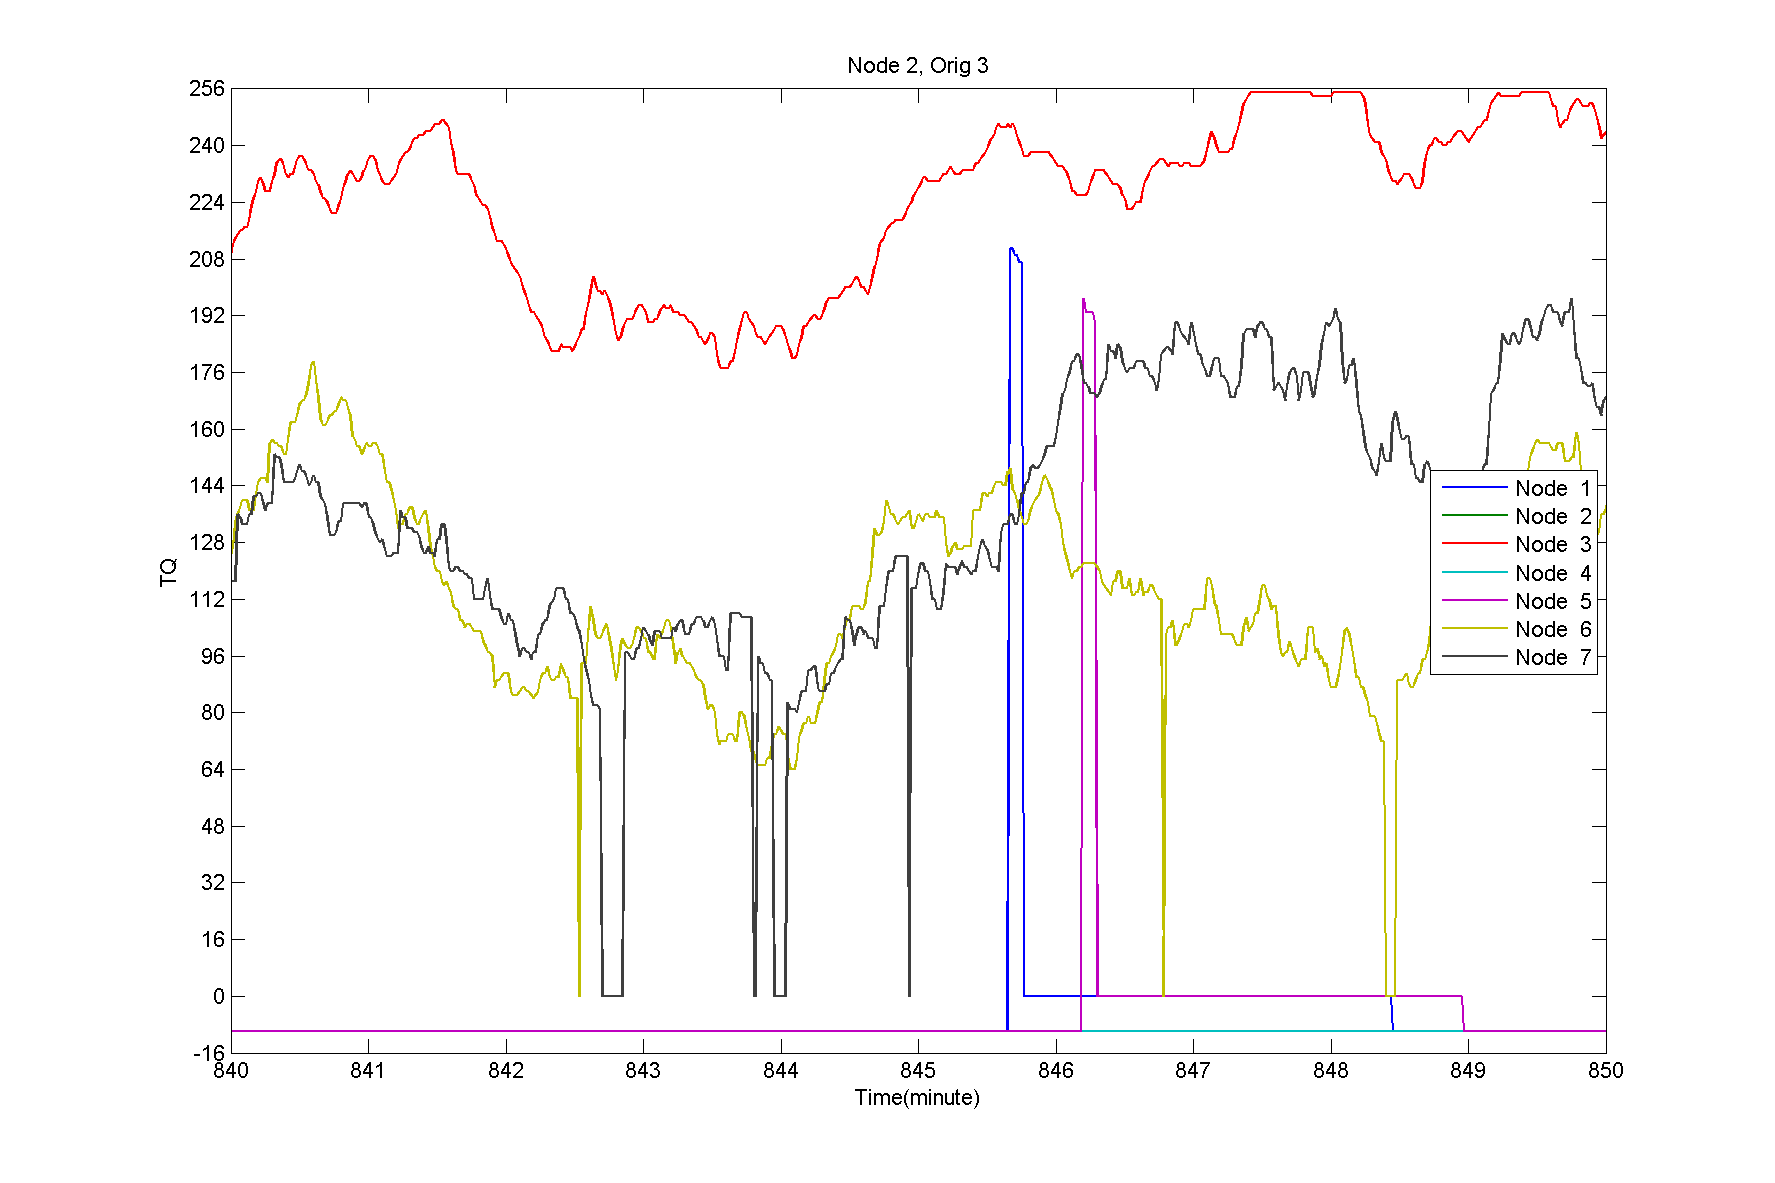 Node 2, Orig 3
256
240
224
208
192
176
160
144
128
112
96
80
64
48
32
16
0
-16
TQ
840 841 842 843 844 845 846 847 848 849 850
Time(minute)
Node 1
Node 2
Node 3
Node 4
Node 5
Node 6
Node 7